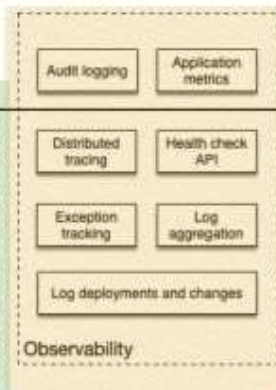 Audit logging
Application
metrics
Distributed
tracing
Health check
API
Exception
tracking
Log
aggregation
Log deployments and changes
Observability